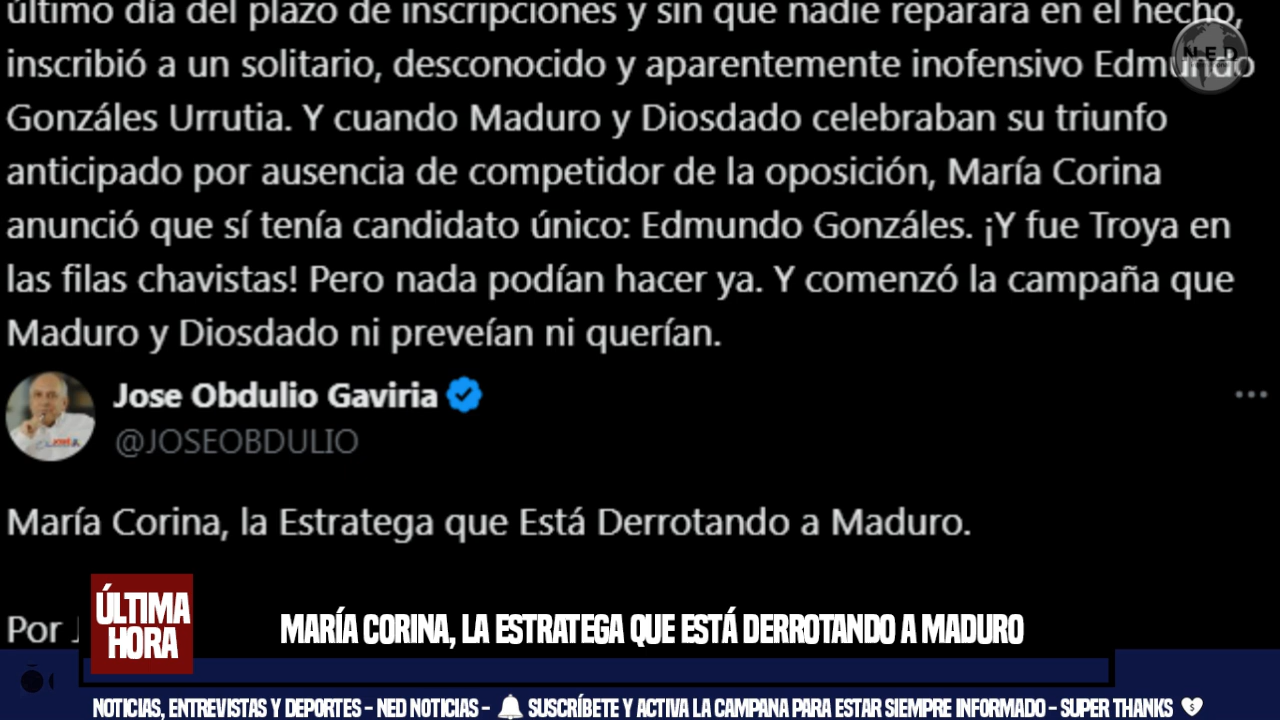 último día del plazo de inscripciones y sin que nadie reparara en el hecho,
inscribió a un solitario, desconocido y aparentemente inofensivo Edmundo
Gonzáles Urrutia. Y cuando Maduro y Diosdado celebraban su triunfo
anticipado por ausencia de competidor de la oposición, María Corina
anunció que sí tenía candidato único: Edmundo Gonzáles. ¡Y fue Troya en
las filas chavistas! Pero nada podían hacer ya. Y comenzó la campaña que
Maduro y Diosdado ni preveían ni querían.
Jose Obdulio Gaviria
@JOSEOBDULIO
María Corina, la Estratega que Está Derrotando a Maduro.
Por J
NED
ÚLTIMA
HORA
MARÍA CORINA, LA ESTRATEGA QUE ESTÁ DERROTANDO A MADURO
NOTICIAS, ENTREVISTAS Y DEPORTES - NED NOTICIAS - SUSCRÍBETE Y ACTIVA LA CAMPANA PARA ESTAR SIEMPRE INFORMADO - SUPER THANKS